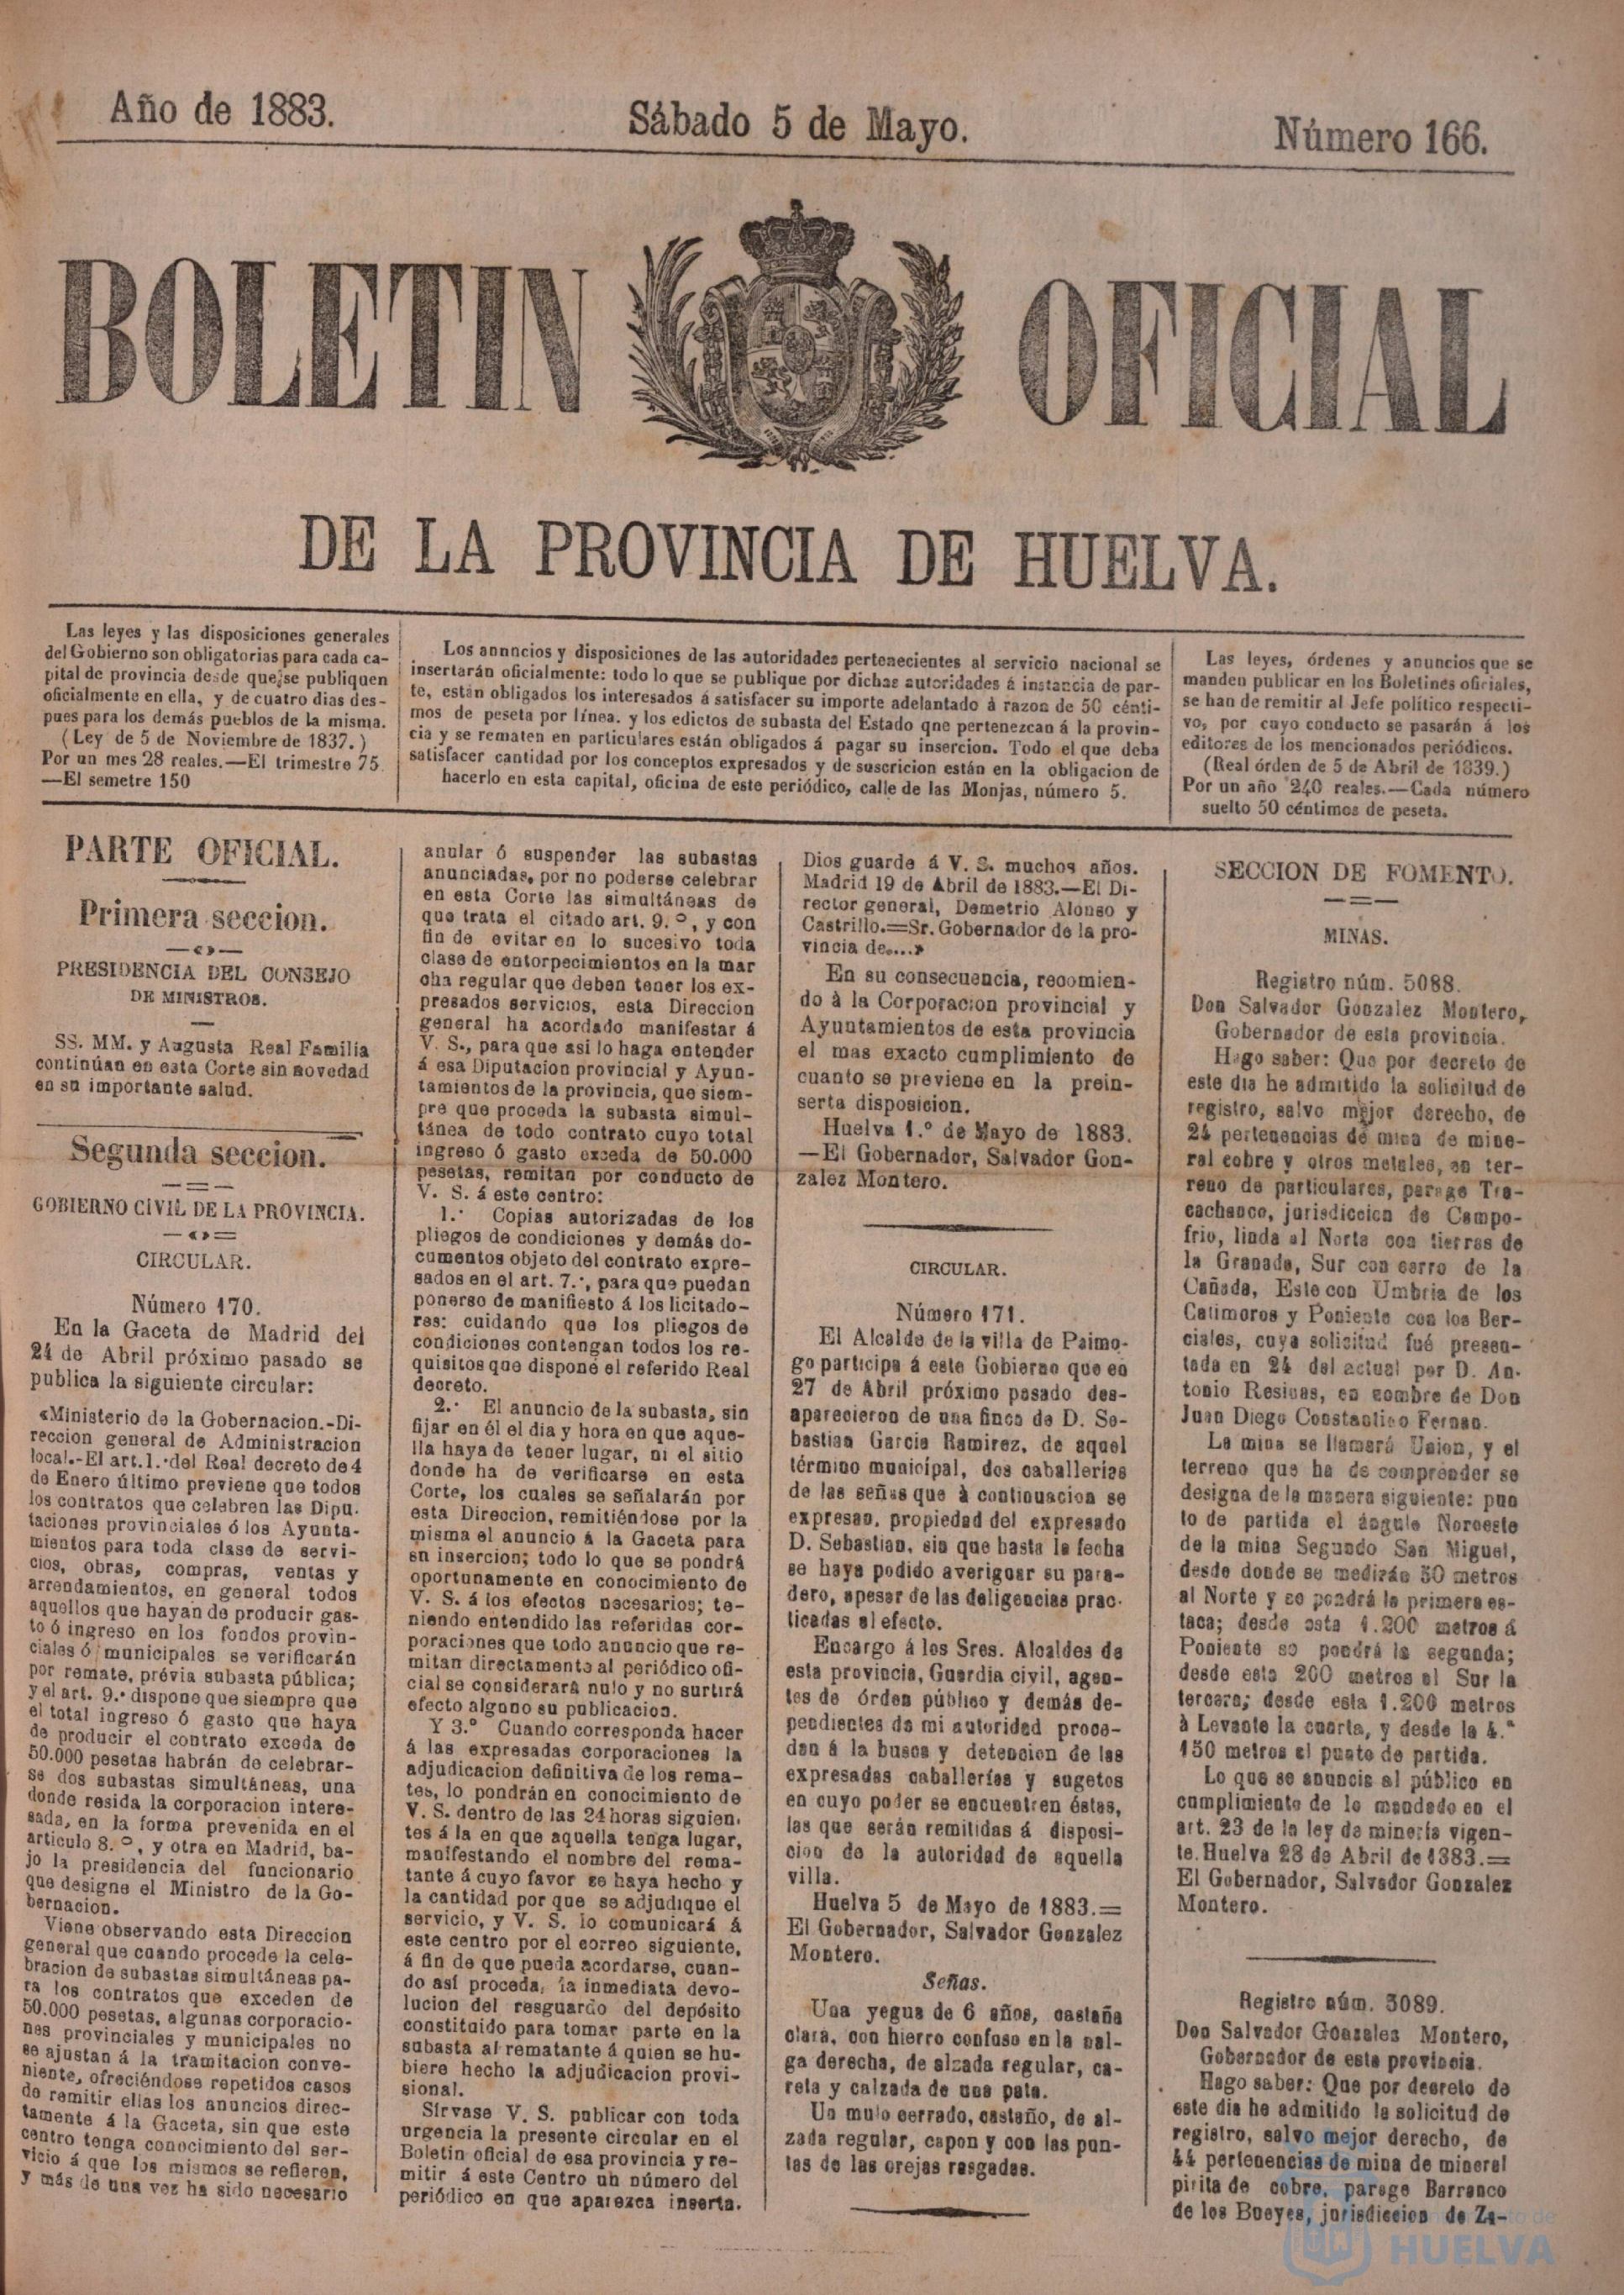 Año de 1883.
Sábado 5 de Mayo.
Número 166.
BOLETIN OFICIAL
DE LA PROVINCIA DE HUELVA.
Las leyes y las disposiciones generales
del Gobierno son obligatorias para cada ca-
pital de provincia desde que se publiquen
oficialmente en ella, y de cuatro dias des-
pues para los demás pueblos de la misma.
(Ley de 5 de Noviembre de 1837.)
Por un mes 28 reales.—El trimestre 75
—El semetre 150
Los annncios y disposiciones de las autoridades pertenecientes al servicio nacional se
insertarán oficialmente: todo lo que se publique por dichas autoridades á instancia de par-
te, están obligados los interesados á satisfacer su importe adelantado á razon de 50 cénti-
mos de peseta por línea. y los edictos de subasta del Estado qne pertenezcan á la provin-
cia y se rematen en particulares están obligados á pagar su insercion. Todo el que deba
satisfacer cantidad por los conceptos expresados y de suscricion están en la obligacion de
hacerlo en esta capital, oficina de este periódico, calle de las Monjas, número 5.
Las leyes, órdenes y anuncios que se
manden publicar en los Boletines oficiales,
se han de remitir al Jefe político respecti-
vo, por cuyo conducto se pasarán á los
editores de los mencionados periódicos.
(Real órden de 5 de Abril de 1839.)
Por un año 240 reales.—Cada número
suelto 50 céntimos de peseta.
PARTE OFICIAL.
Primera seccion.
PRESIDENCIA DEL CONSEJO
DE MINISTROS.
SS. MM. y Augusta Real Familia
continúan en esta Corte sin novedad
en su importante salud.
Segunda seccion.
GOBIERNO CIVIL DE LA PROVINCIA.
CIRCULAR.
Número 170.
En la Gaceta de Madrid del
24 de Abril próximo pasado se
publica la siguiente circular:
«Ministerio de la Gobernacion.-Di-
reccion general de Administracion
local.-El art.1.° del Real decreto de 4
de Enero último previene que todos
los contratos que celebren las Dipu.
taciones provinciales ó los Ayunta-
mientos para toda clase de servi-
cios, obras, compras, ventas y
arrendamientos, en general todos
aquellos que hayan de producir gas-
to ó ingreso en los fondos provin-
ciales ó municipales se verificarán
por remate, prévia subasta pública;
y el art. 9.° dispone que siempre que
el total ingreso ó gasto que haya
de producir el contrato exceda de
50.000 pesetas habrán de celebrar-
se dos subastas simultáneas, una
donde resida la corporacion intere-
sada, en la forma prevenida en el
articulo 8.°, y otra en Madrid, ba-
jo la presidencia del funcionario
que designe el Ministro de la Go-
bernacion.
Viene observando esta Direccion
general que cuando procede la cele-
bracion de subastas simultáneas pa-
ra los contratos que exceden de
50.000 pesetas, algunas corporacio-
nes provinciales y municipales no
se ajustan á la tramitacion conve-
niente, ofreciéndose repetidos casos
de remitir ellas los anuncios direc-
tamente á la Gaceta, sin que este
centro tenga conocimiento del ser-
vicio á que los mismos se refieren,
y más de una vez ha sido necesario
anular ó suspender las subastas
anunciadas, por no poderse celebrar
en esta Corte las simultáneas de
que trata el citado art. 9.°, y con
fin de evitar en lo sucesivo toda
clase de entorpecimientos en la mar
cha regular que deben tener los ex-
presados servicios, esta Direccion
general ha acordado manifestar á
V. S., para que asi lo haga entender
á esa Diputacion provincial y Ayun-
tamientos de la provincia, que siem-
pre que proceda la subasta simul-
tánea de todo contrato cuyo total
ingreso ó gasto exceda de 50.000
pesetas, remitan por conducto de
V. S. á este centro:
1.° Copias autorizadas de los
pliegos de condiciones y demás do-
cumentos objeto del contrato expre-
sados en el art. 7.°, para que puedan
ponerse de manifiesto á los licitado-
res: cuidando que los pliegos de
condiciones contengan todos los re-
quisitos que dispone el referido Real
decreto.
2.° El anuncio de la subasta, sin
fijar en él el dia y hora en que aque-
lla haya de tener lugar, ni el sitio
donde ha de verificarse en esta
Corte, los cuales se señalarán por
esta Direccion, remitiéndose por la
misma el anuncio á la Gaceta para
sn insercion; todo lo que se pondrá
oportunamente en conocimiento de
V. S. á los efectos necesarios; te-
niendo entendido las referidas cor-
poraciones que todo anuncio que re-
mitan directamente al periódico ofi-
cial se considerará nulo y no surtirá
efecto alguno su publicacion.
Y 3.° Cuando corresponda hacer
á las expresadas corporaciones la
adjudicacion definitiva de los rema-
tes, lo pondrán en conocimiento de
V. S. dentro de las 24 horas siguien.
tes á la en que aquella tenga lugar,
manifestando el nombre del rema-
tante á cuyo favor se haya hecho y
la cantidad por que se adjudique el
servicio, y V. S. lo comunicará á
este centro por el correo siguiente,
á fin de que pueda acordarse, cuan-
do así proceda, la inmediata devo-
lucion del resguardo del depósito
constituido para tomar parte en la
subasta al rematante á quien se hu-
biere hecho la adjudicacion provi-
sional.
Sírvase V. S. publicar con toda
urgencia la presente circular en el
Boletin oficial de esa provincia y re-
mitir á este Centro un número del
periódico en que aparezca inserta.
Dios guarde á V. S. muchos años.
Madrid 19 de Abril de 1883.—El Di-
rector general, Demetrio Alonso y
Castrillo.=Sr. Gobernador de la pro-
vincia de....»
En su consecuencia, recomien-
do à la Corporacion provincial y
Ayuntamientos de esta provincia
el mas exacto cumplimiento de
cuanto se previene en la prein-
serta disposicion.
Huelva 1.° de Mayo de 1883.
—El Gobernador, Salvador Gon-
zalez Montero.
CIRCULAR.
Número 171.
El Alcalde de la villa de Paimo-
go participa á este Gobierno que en
27 de Abril próximo pasado des-
aparecieron de una finca de D. Se-
bastian Garcia Ramirez, de aquel
término municipal, dos caballerias
de las señas que à continuacion se
expresan, propiedad del expresado
D. Sebastian, sin que hasta la fecha
se haya podido averiguar su para-
dero, apesar de las deligencias prac-
ticadas al efecto.
Encargo á los Sres. Alcaldes de
esta provincia, Guardia civil, agen-
tes de órden público y demás de-
pendientes de mi autoridad proce-
dan á la busca y detencion de las
expresadas caballerías y sugetos
en cuyo poder se encuentren éstas,
las que serán remitidas á disposi-
cion de la autoridad de aquella
villa.
Huelva 5 de Mayo de 1883.=
El Gobernador, Salvador Gonzalez
Montero.
Señas.
Una yegua de 6 años, castaña
clara, con hierro confuso en la nal-
ga derecha, de alzada regular, ca-
reta y calzada de una pata.
Un mulo cerrado, castaño, de al-
zada regular, capon y con las pun-
tas de las orejas rasgadas.
SECCION DE FOMENTO.
MINAS.
Registro núm. 5088.
Don Salvador Gonzalez Montero,
Gobernador de esta provincia.
Hago saber: Que por decreto de
este dia he admitido la solicitud de
registro, salvo mejor derecho, de
24 pertenencias de mina de mine-
ral cobre y otros metales, en ter-
reno de particulares, parage Tra-
cachanco, jurisdiccion de Campo-
frio, linda al Norte con tierras de
la Granada, Sur con cerro de la
Cañada, Este con Umbria de los
Catimoros y Poniente con los Ber-
ciales, cuya solicitud fué presen-
tada en 24 del actual por D. An-
tonio Resinas, en nombre de Don
Juan Diego Constantino Fernan.
La mina se llamará Union, y el
terreno que ha de comprender se
designa de la manera siguiente: pun
to de partida el ángulo Noroeste
de la mina Segundo San Miguel,
desde donde se medirán 50 metros
al Norte y se pondrá la primera es-
taca; desde esta 1.200 metros á
Poniente se pondrá la segunda;
desde esta 200 metros al Sur la
tercera; desde esta 1.200 metros
à Levante la cuarta, y desde la 4.ª
150 metros al punto de partida.
Lo que se anuncia al público en
cumplimiento de lo mandado en el
art. 23 de la ley de minería vigen-
te. Huelva 28 de Abril de 1883.=
El Gobernador, Salvador Gonzalez
Montero.
Registro núm. 5089.
Don Salvador Gonzalez Montero,
Gobernador de esta provincia.
Hago saber: Que por decreto de
este dia he admitido la solicitud de
registro, salvo mejor derecho, de
44 pertenencias de mina de mineral
pirita de cobre, parage Barranco
de los Bueyes, jurisdiccion de Za-
HUELVA